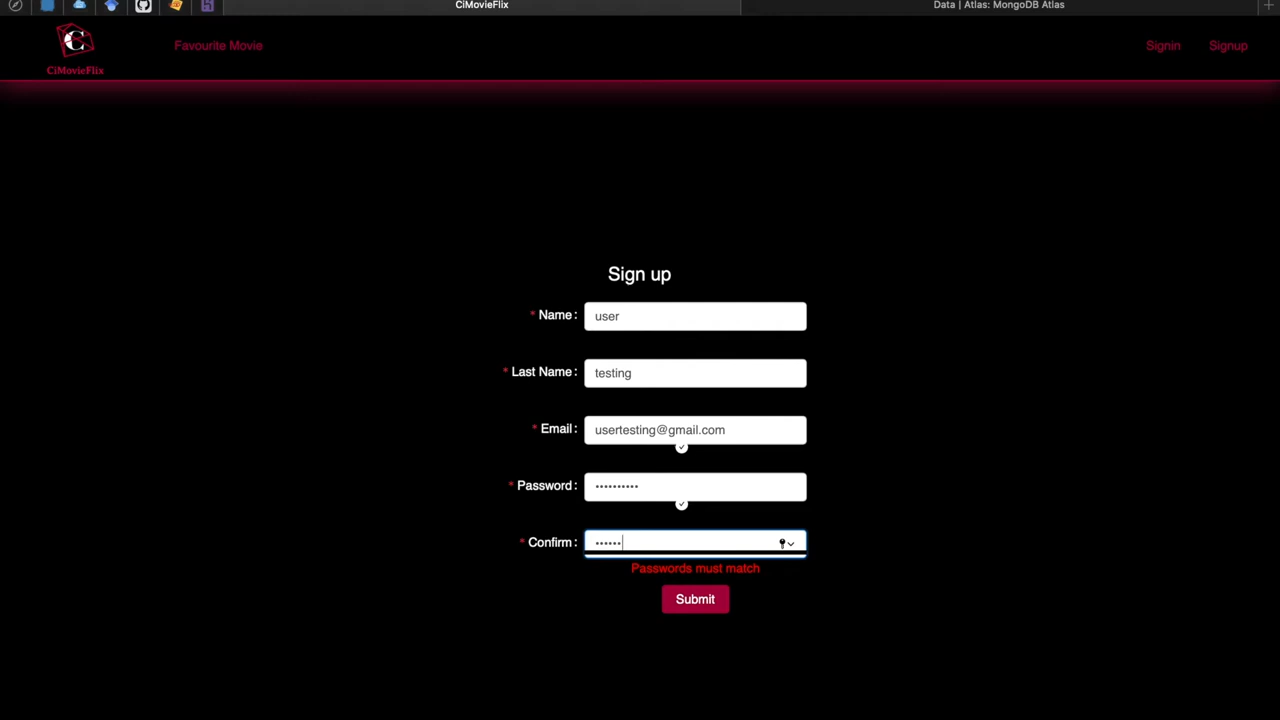 CiMovieFlix
Data | Atlas: MongoDB Atlas
C
CiMovieFlix
Favourite Movie
Signin
Signup
Sign up
* Name :
user
* Last Name :
testing
* Email :
usertesting@gmail.com
* Password :
••••••••••
* Confirm :
••••••
Passwords must match
Submit